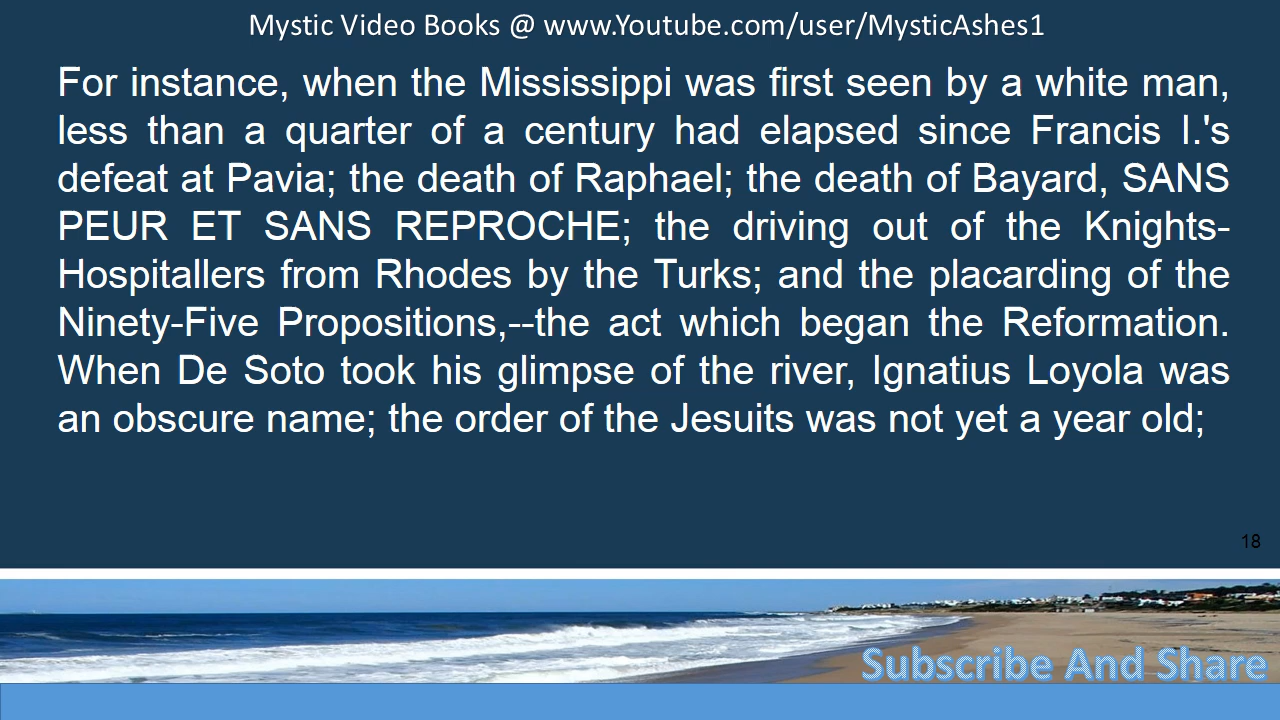 Mystic Video Books @ www.Youtube.com/user/MysticAshes1
For instance, when the Mississippi was first seen by a white man,
less than a quarter of a century had elapsed since Francis I.'s
defeat at Pavia; the death of Raphael; the death of Bayard, SANS
PEUR ET SANS REPROCHE; the driving out of the Knights-
Hospitallers from Rhodes by the Turks; and the placarding of the
Ninety-Five Propositions,--the act which began the Reformation.
When De Soto took his glimpse of the river, Ignatius Loyola was
an obscure name; the order of the Jesuits was not yet a year old;
18
Subscribe And Share